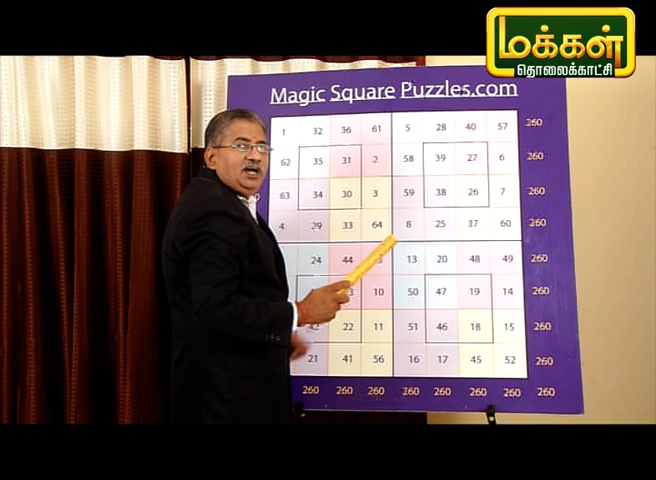 மக்கள்
தொலைக்காட்சி
Magic Square Puzzles.com
1 32 36 61 5 28 40 57 260
62 35 31 2 58 39 27 6 260
63 34 30 3 59 38 26 7 260
4 29 33 64 8 25 37 60 260
24 44 13 20 48 49 260
10 50 47 19 14 260
42 22 11 51 46 18 15 260
21 41 56 16 17 45 52 260
260 260 260 260 260 260 260 260